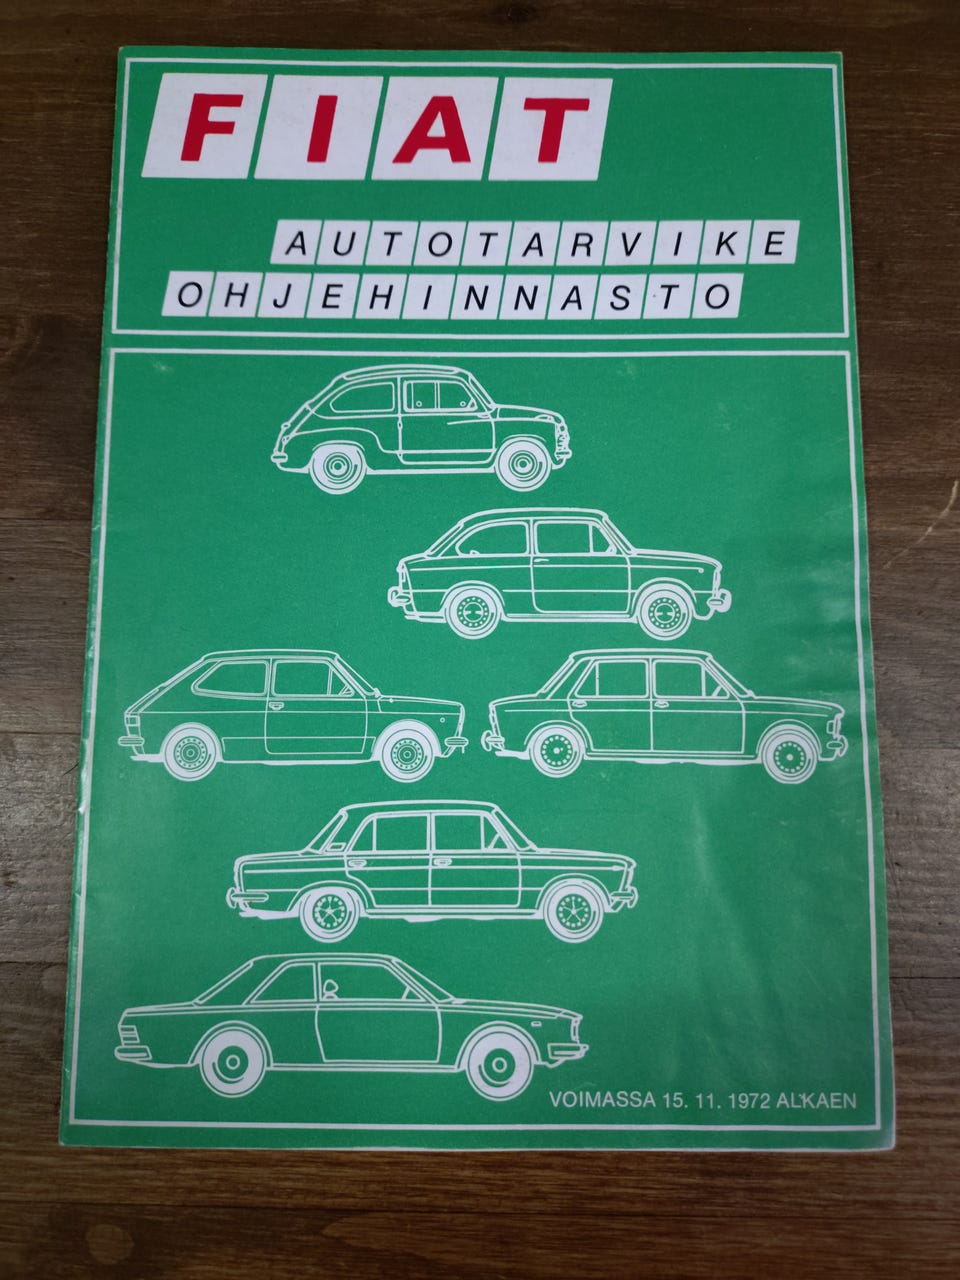 FIAT
AUTOTARVIKE
OHJEHINNASTO
VOIMASSA 15. 11. 1972 ALKAEN